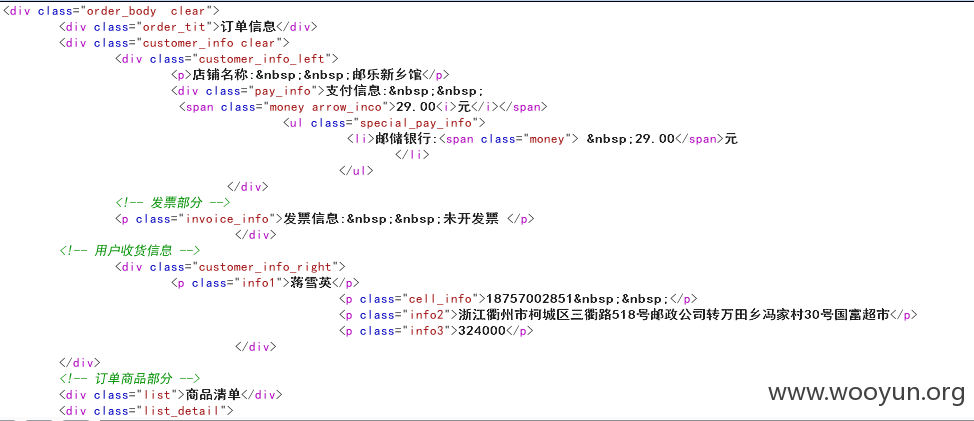 <div class="order_body  clear">
<div class="order_tit">订单信息</div>
<div class="customer_info clear">
<div class="customer_info_left">
<p>店铺名称:&nbsp;&nbsp;邮乐新乡馆</p>
<div class="pay_info">支付信息:&nbsp;&nbsp;
<span class="money arrow_inco">29.00<i>元</i></span>
<ul class="special_pay_info">
<li>邮储银行:<span class="money"> &nbsp;29.00</span>元
</li>
</ul>
</div>
<!-- 发票部分 -->
<p class="invoice_info">发票信息:&nbsp;&nbsp;未开发票 </p>
</div>
<!-- 用户收货信息 -->
<div class="customer_info_right">
<p class="info1">蒋雪英</p>
<p class="cell_info">18757002851&nbsp;&nbsp;</p>
<p class="info2">浙江衢州市柯城区三衢路518号邮政公司转万田乡冯家村30号国富超市</p>
<p class="info3">324000</p>
</div>
</div>
<!-- 订单商品部分 -->
<div class="list">商品清单</div>
<div class="list_detail">
www.wooyun.org